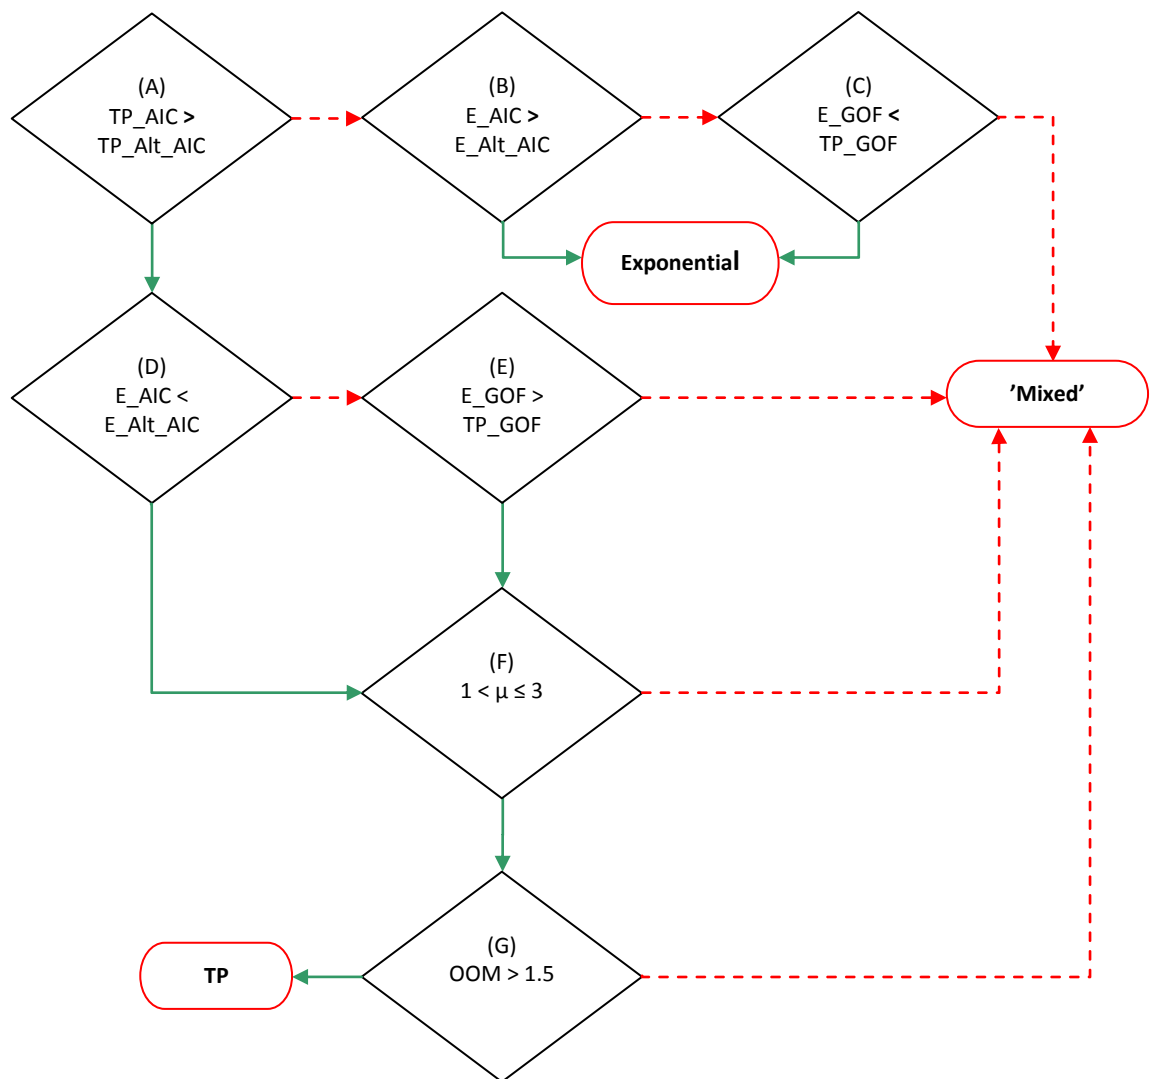 (A)
TP_AIC >
TP_Alt_AIC
(B)
E_AIC >
E_Alt_AIC
(C)
E_GOF <
TP_GOF
Exponential
(D)
E_AIC <
E_Alt_AIC
(E)
E_GOF >
TP_GOF
’Mixed’
(F)
1 < μ ≤ 3
(G)
OOM > 1.5
TP